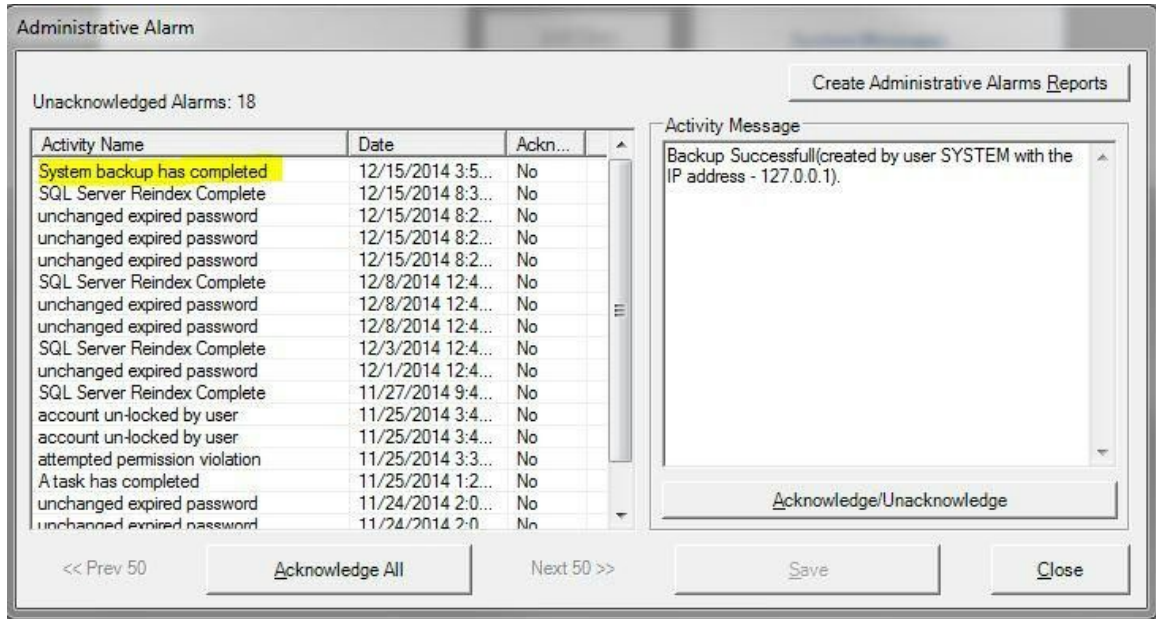 Administrative Alarm
Create Administrative Alarms Reports
Unacknowledged Alarms: 18
Activity Name Date Ackn...
System backup has completed 12/15/2014 3:5... No
SQL Server Reindex Complete 12/15/2014 8:3... No
unchanged expired password 12/15/2014 8:2... No
unchanged expired password 12/15/2014 8:2... No
unchanged expired password 12/15/2014 8:2... No
SQL Server Reindex Complete 12/8/2014 12:4... No
unchanged expired password 12/8/2014 12:4... No
unchanged expired password 12/8/2014 12:4... No
SQL Server Reindex Complete 12/3/2014 12:4... No
unchanged expired password 12/1/2014 12:4... No
SQL Server Reindex Complete 11/27/2014 9:4... No
account un-locked by user 11/25/2014 3:4... No
account un-locked by user 11/25/2014 3:4... No
attempted permission violation 11/25/2014 3:3... No
A task has completed 11/25/2014 1:2... No
unchanged expired password 11/24/2014 2:0... No
unchanged expired password 11/24/2014 2:0... No
Activity Message
Backup Successfull(created by user SYSTEM with the
IP address - 127.0.0.1).
Acknowledge/Unacknowledge
<< Prev 50
Acknowledge All
Next 50 >>
Save
Close